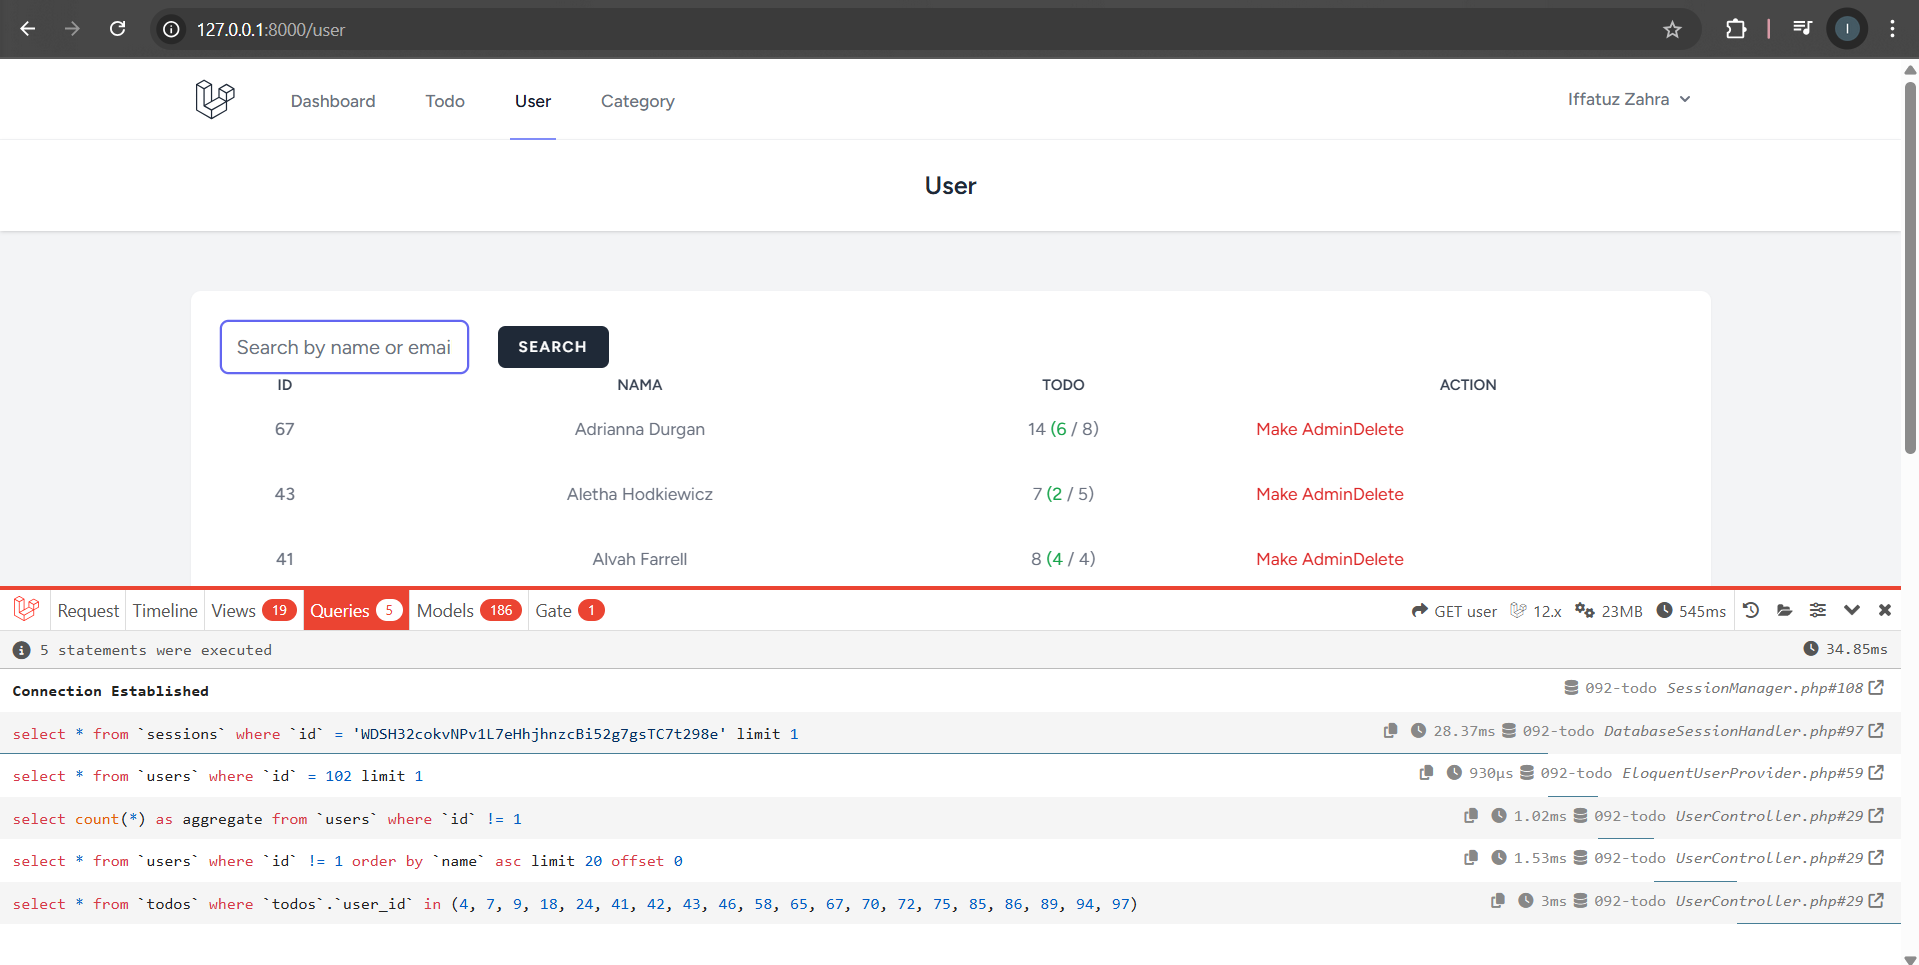 127.0.0.1:8000/user
Dashboard Todo User Category Iffatuz Zahra
User
Search by name or emai SEARCH
ID NAMA TODO ACTION
67 Adrianna Durgan 14 (6 / 8) Make AdminDelete
43 Aletha Hodkiewicz 7 (2 / 5) Make AdminDelete
41 Alvah Farrell 8 (4 / 4) Make AdminDelete
Request Timeline Views 19 Queries 5 Models 186 Gate 1 GET user 12.x 23MB 545ms
5 statements were executed 34.85ms
Connection Established 092-todo SessionManager.php#108
select * from `sessions` where `id` = 'WDSH32cokvNPv1L7eHhjhnzcBi52g7gsTC7t298e' limit 1 28.37ms 092-todo DatabaseSessionHandler.php#97
select * from `users` where `id` = 102 limit 1 930μs 092-todo EloquentUserProvider.php#59
select count(*) as aggregate from `users` where `id` != 1 1.02ms 092-todo UserController.php#29
select * from `users` where `id` != 1 order by `name` asc limit 20 offset 0 1.53ms 092-todo UserController.php#29
select * from `todos` where `todos`.`user_id` in (4, 7, 9, 18, 24, 41, 42, 43, 46, 58, 65, 67, 70, 72, 75, 85, 86, 89, 94, 97) 3ms 092-todo UserController.php#29